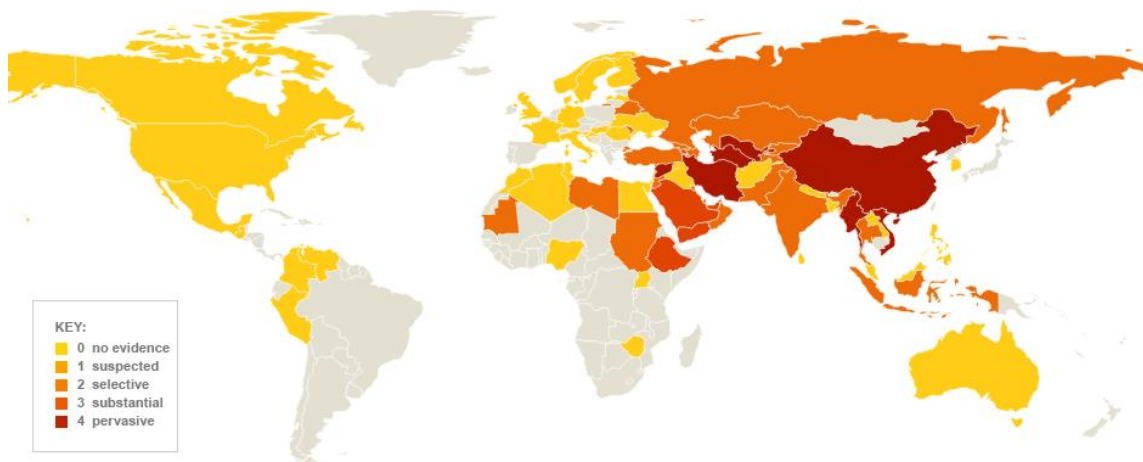 KEY:
0 no evidence
1 suspected
2 selective
3 substantial
4 pervasive